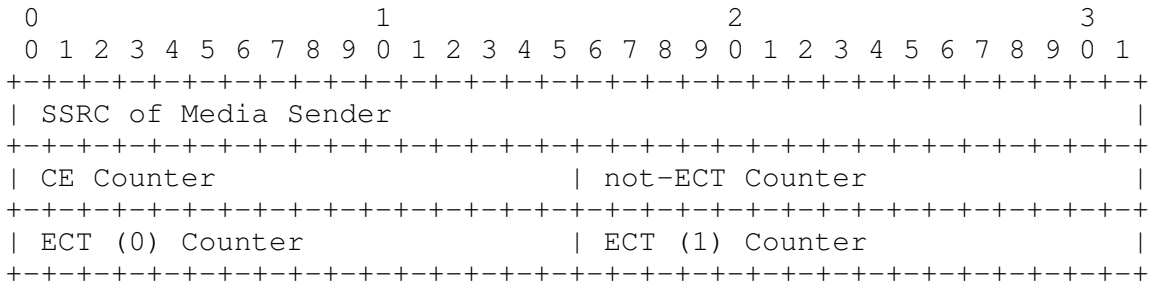 0                   1                   2                   3
 0 1 2 3 4 5 6 7 8 9 0 1 2 3 4 5 6 7 8 9 0 1 2 3 4 5 6 7 8 9 0 1
+-+-+-+-+-+-+-+-+-+-+-+-+-+-+-+-+-+-+-+-+-+-+-+-+-+-+-+-+-+-+-+-+
| SSRC of Media Sender                                          |
+-+-+-+-+-+-+-+-+-+-+-+-+-+-+-+-+-+-+-+-+-+-+-+-+-+-+-+-+-+-+-+-+
| CE Counter                    | not-ECT Counter               |
+-+-+-+-+-+-+-+-+-+-+-+-+-+-+-+-+-+-+-+-+-+-+-+-+-+-+-+-+-+-+-+-+
| ECT (0) Counter               | ECT (1) Counter               |
+-+-+-+-+-+-+-+-+-+-+-+-+-+-+-+-+-+-+-+-+-+-+-+-+-+-+-+-+-+-+-+-+